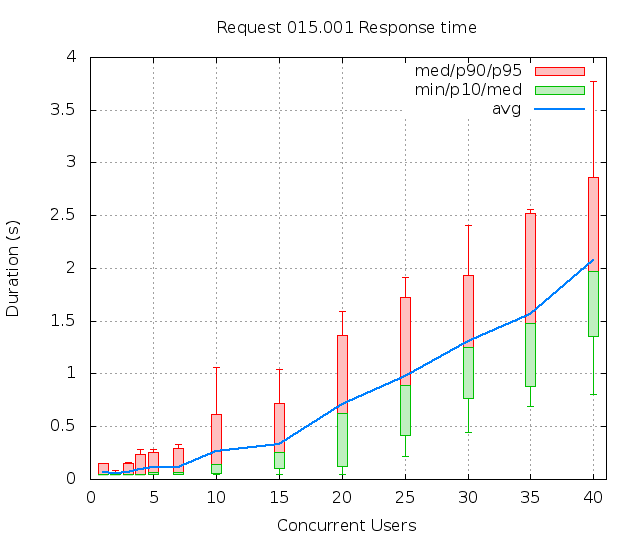 Request 015.001 Response time
med/p90/p95
min/p10/med
avg
Duration (s)
4
3.5
3
2.5
2
1.5
1
0.5
0
0 5 10 15 20 25 30 35 40
Concurrent Users